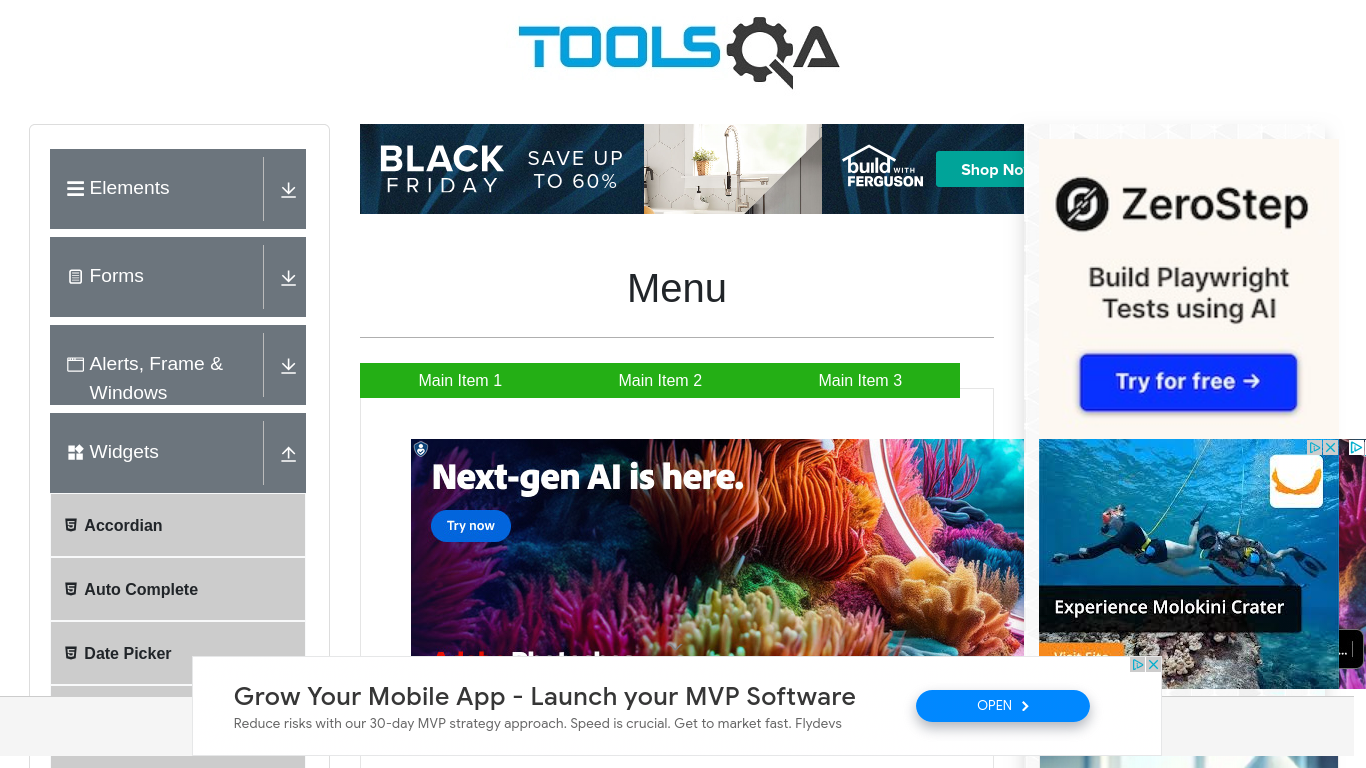 TOOLSQA
Elements
Forms
Alerts, Frame &
Windows
Widgets
Accordian
Auto Complete
Date Picker
BLACK
FRIDAY
SAVE UP
TO 60%
build WITH
FERGUSON
Shop No
Menu
Main Item 1
Main Item 2
Main Item 3
Next-gen AI is here.
Try now
ZeroStep
Build Playwright
Tests using AI
Try for free →
Experience Molokini Crater
Visit Site
Grow Your Mobile App - Launch your MVP Software
Reduce risks with our 30-day MVP strategy approach. Speed is crucial. Get to market fast. Flydevs
OPEN